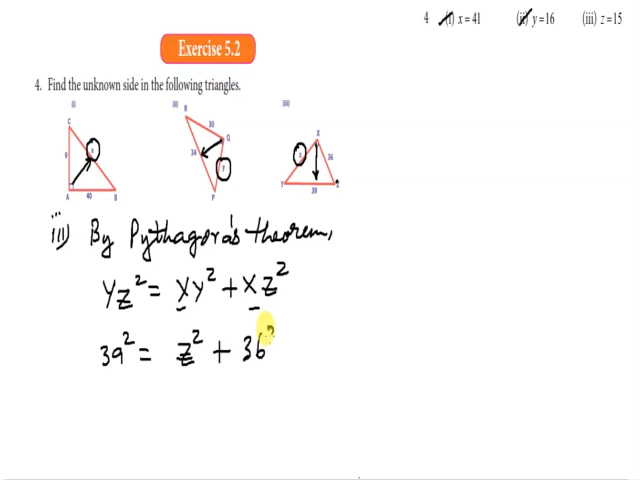 4 (i) x = 41 (ii) y = 16 (iii) z = 15
Exercise 5.2
4. Find the unknown side in the following triangles.
(i) (ii) (iii)
C
9
x
A 40 B
R
30
Q
34
y
P
X
z
36
Y 39 Z
iii) By Pythagoras theorem,
YZ² = XY² + XZ²
39² = z² + 36²